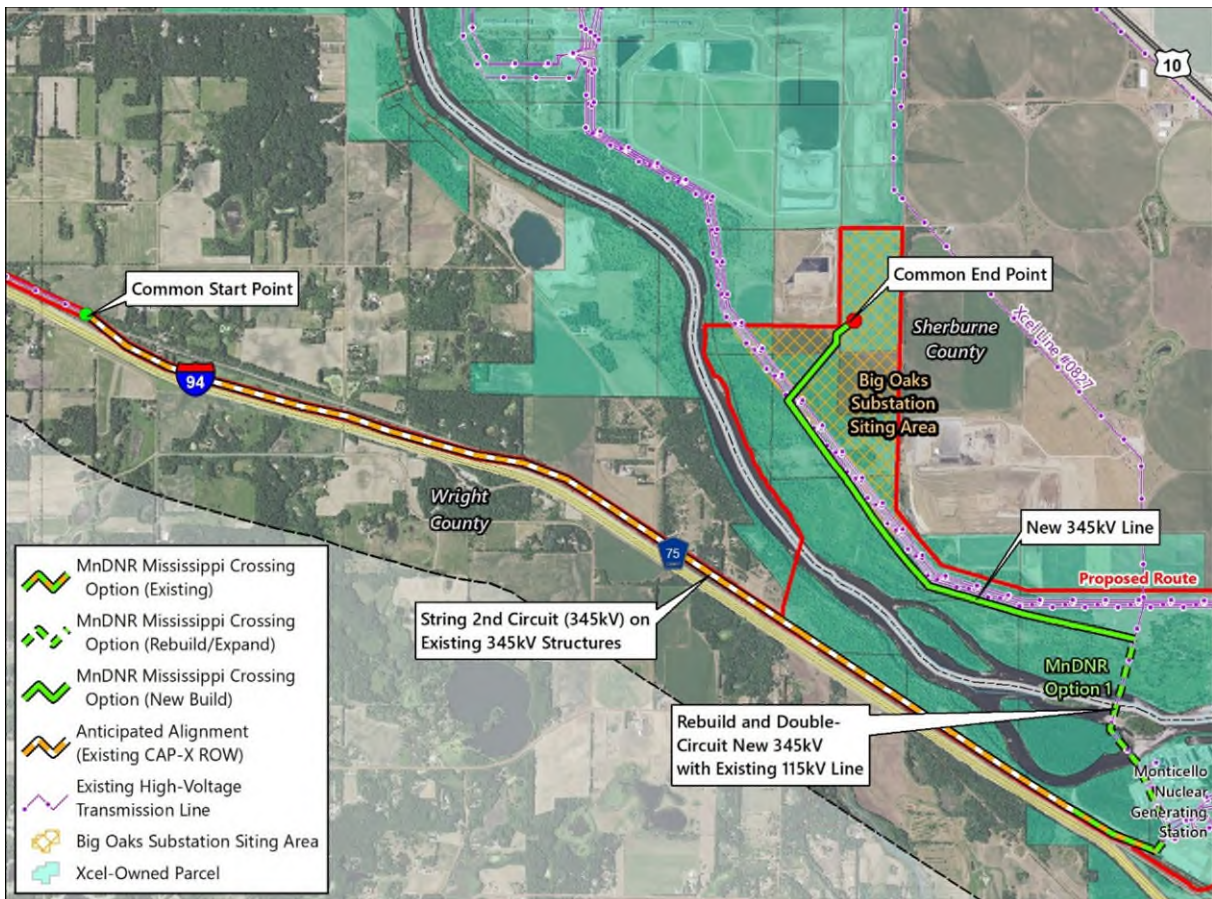 10
Common Start Point
Common End Point
94
Sherburne
County
Xcel Line #0827
Big Oaks
Substation
Siting Area
Wright
County
New 345kV Line
75
Proposed Route
String 2nd Circuit (345kV) on
Existing 345kV Structures
MnDNR
Option 1
Rebuild and Double-
Circuit New 345kV
with Existing 115kV Line
Monticello
Nuclear
Generating
Station
MnDNR Mississippi Crossing
Option (Existing)
MnDNR Mississippi Crossing
Option (Rebuild/Expand)
MnDNR Mississippi Crossing
Option (New Build)
Anticipated Alignment
(Existing CAP-X ROW)
Existing High-Voltage
Transmission Line
Big Oaks Substation Siting Area
Xcel-Owned Parcel